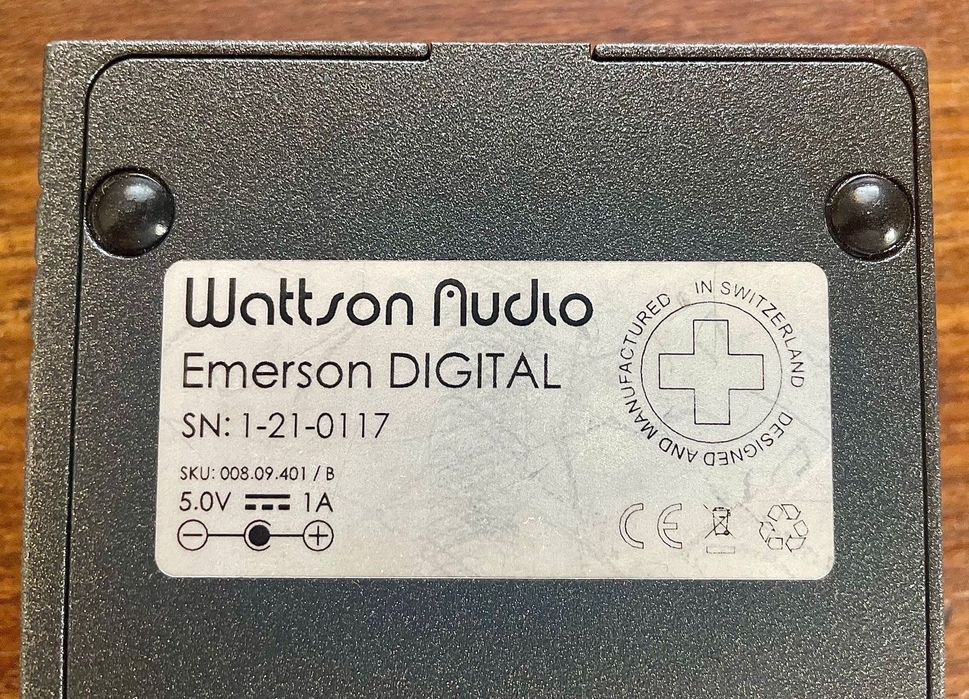 Wattson Audio
Emerson DIGITAL
SN: 1-21-0117
SKU: 008.09.401 / B
5.0V 1A
DESIGNED AND MANUFACTURED IN SWITZERLAND
CE